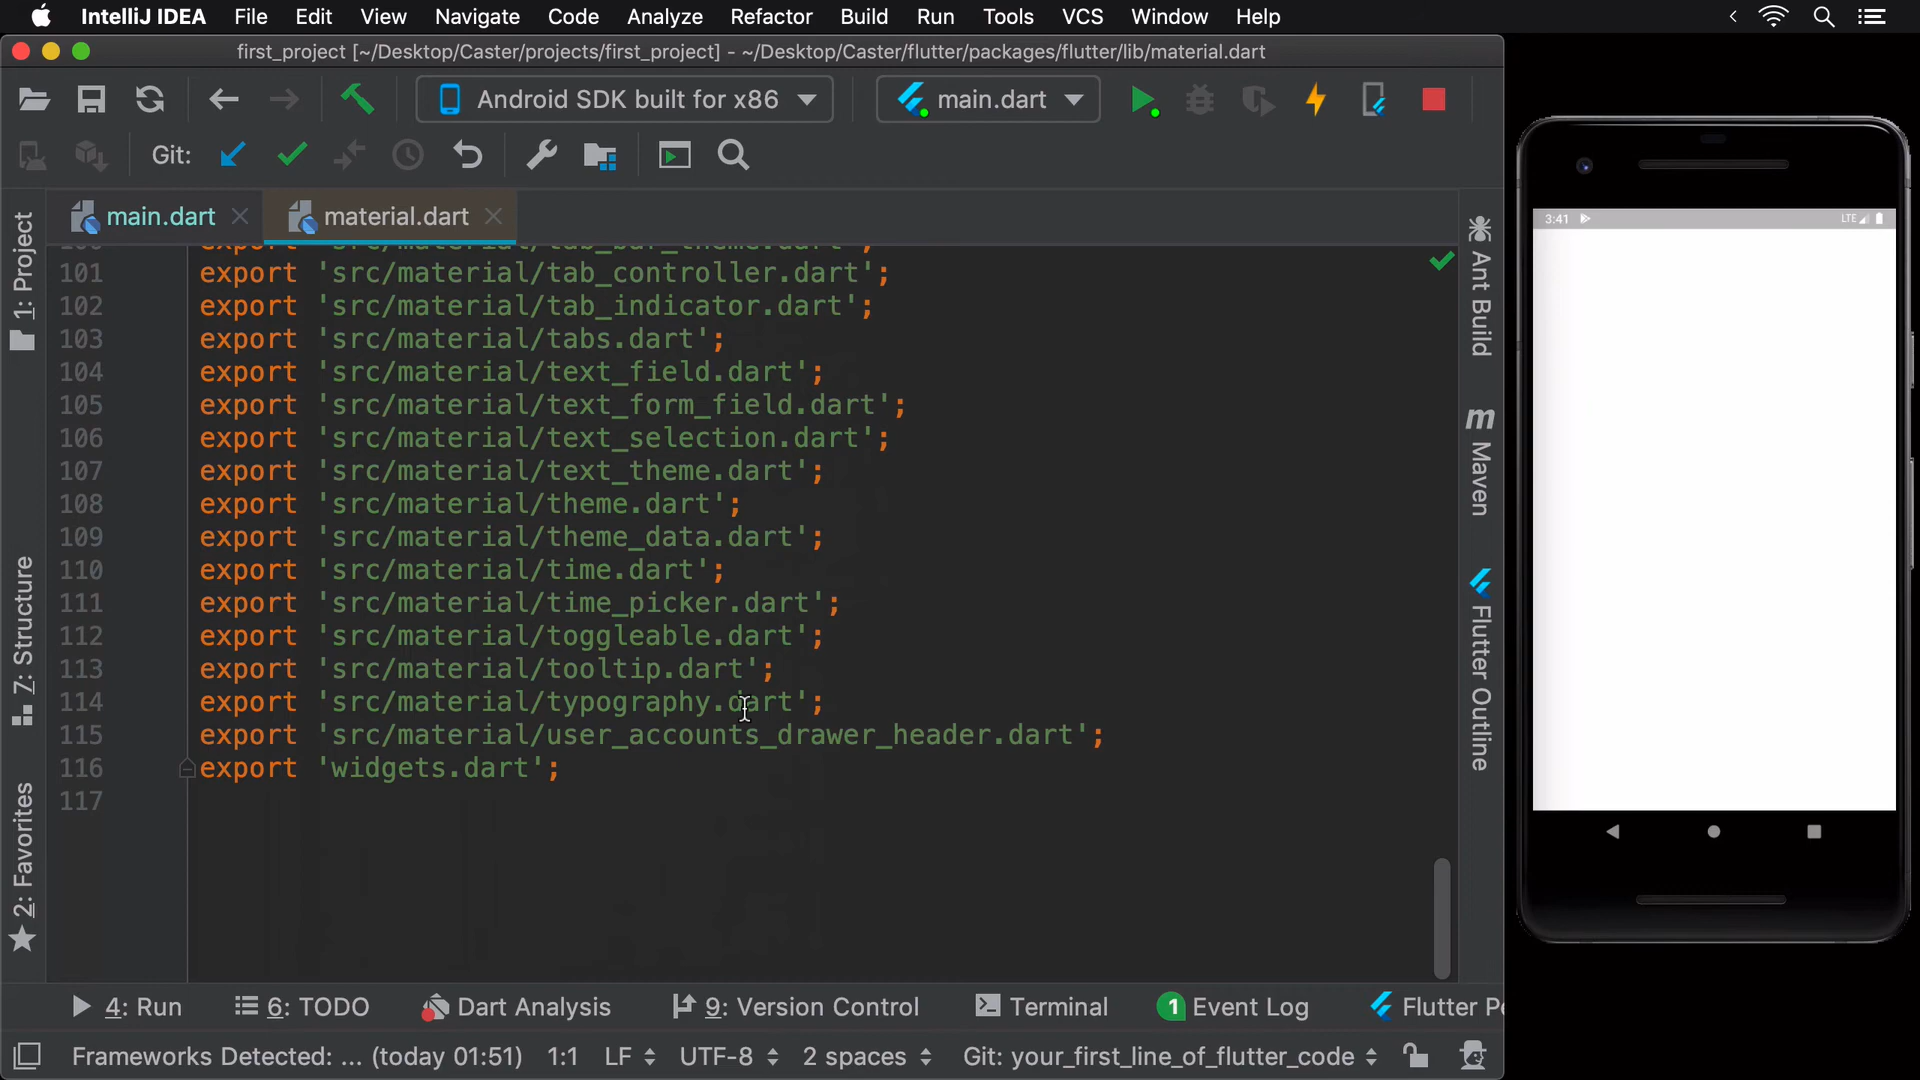 IntelliJ IDEA File Edit View Navigate Code Analyze Refactor Build Run Tools VCS Window Help
first_project [~/Desktop/Caster/projects/first_project] - ~/Desktop/Caster/flutter/packages/flutter/lib/material.dart
Android SDK built for x86 main.dart
Git:
main.dart material.dart
export 'src/material/tab_bar_theme.dart';
101 export 'src/material/tab_controller.dart';
102 export 'src/material/tab_indicator.dart';
103 export 'src/material/tabs.dart';
104 export 'src/material/text_field.dart';
105 export 'src/material/text_form_field.dart';
106 export 'src/material/text_selection.dart';
107 export 'src/material/text_theme.dart';
108 export 'src/material/theme.dart';
109 export 'src/material/theme_data.dart';
110 export 'src/material/time.dart';
111 export 'src/material/time_picker.dart';
112 export 'src/material/toggleable.dart';
113 export 'src/material/tooltip.dart';
114 export 'src/material/typography.dart';
115 export 'src/material/user_accounts_drawer_header.dart';
116 export 'widgets.dart';
117
1: Project
7: Structure
2: Favorites
Ant Build
m Maven
Flutter Outline
3:41 LTE
4: Run 6: TODO Dart Analysis 9: Version Control Terminal 1 Event Log Flutter Pe
Frameworks Detected: ... (today 01:51) 1:1 LF UTF-8 2 spaces Git: your_first_line_of_flutter_code